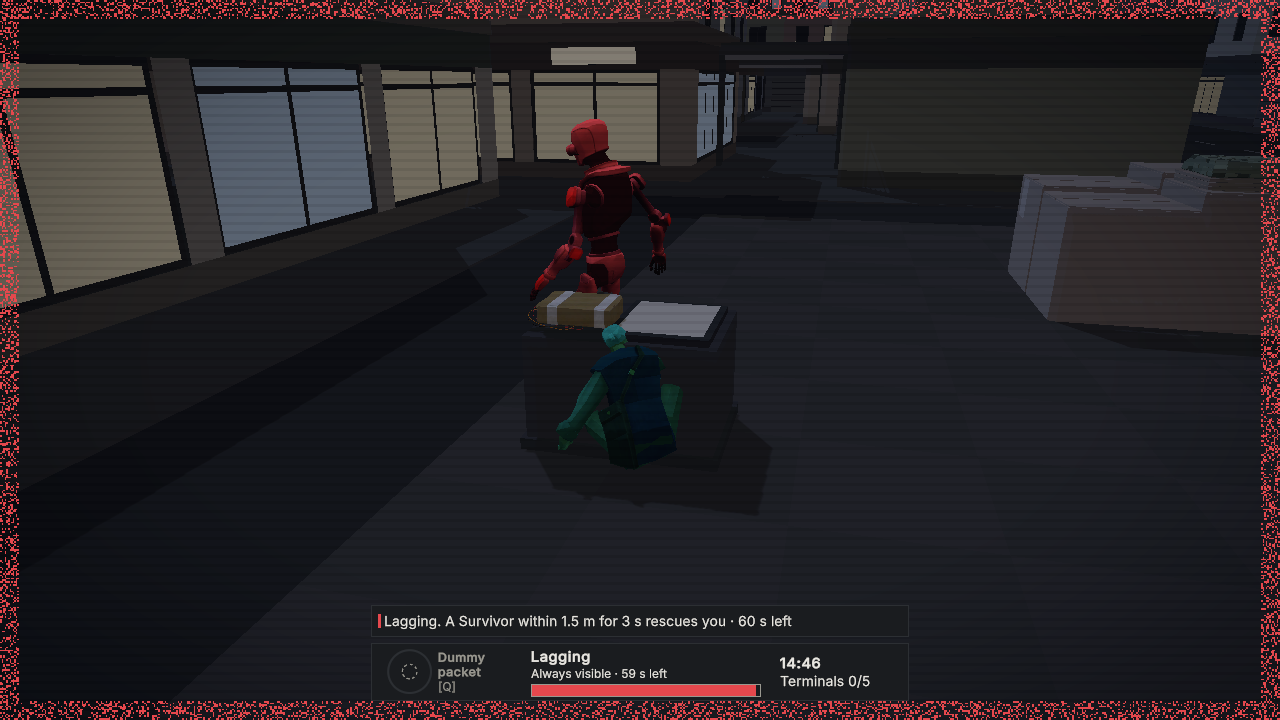 Lagging. A Survivor within 1.5 m for 3 s rescues you · 60 s left
Dummy
packet
[Q]
Lagging
Always visible · 59 s left
14:46
Terminals 0/5